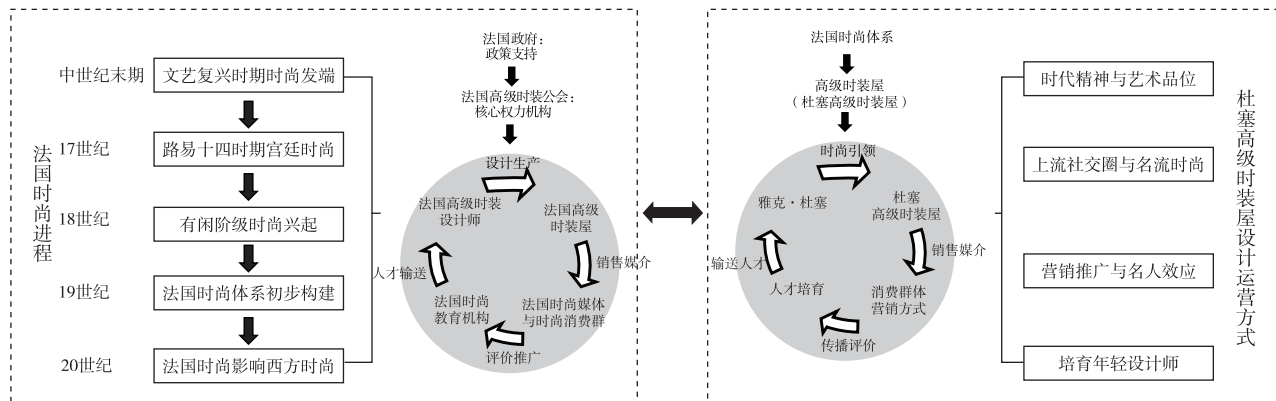 法国时尚进程
中世纪末期
文艺复兴时期时尚发端
17世纪
路易十四时期宫廷时尚
18世纪
有闲阶级时尚兴起
19世纪
法国时尚体系初步构建
20世纪
法国时尚影响西方时尚
法国政府：
政策支持
法国高级时装公会：
核心权力机构
设计生产
法国高级时装
设计师
法国高级
时装屋
销售媒介
人才输送
法国时尚
教育机构
法国时尚媒体
与时尚消费群
评价推广
法国时尚体系
高级时装屋
（杜塞高级时装屋）
时尚引领
雅克·杜塞
杜塞
高级时装屋
销售媒介
输送人才
人才培育
消费群体
营销方式
传播评价
时代精神与艺术品位
上流社交圈与名流时尚
营销推广与名人效应
培育年轻设计师
杜塞高级时装屋设计运营方式